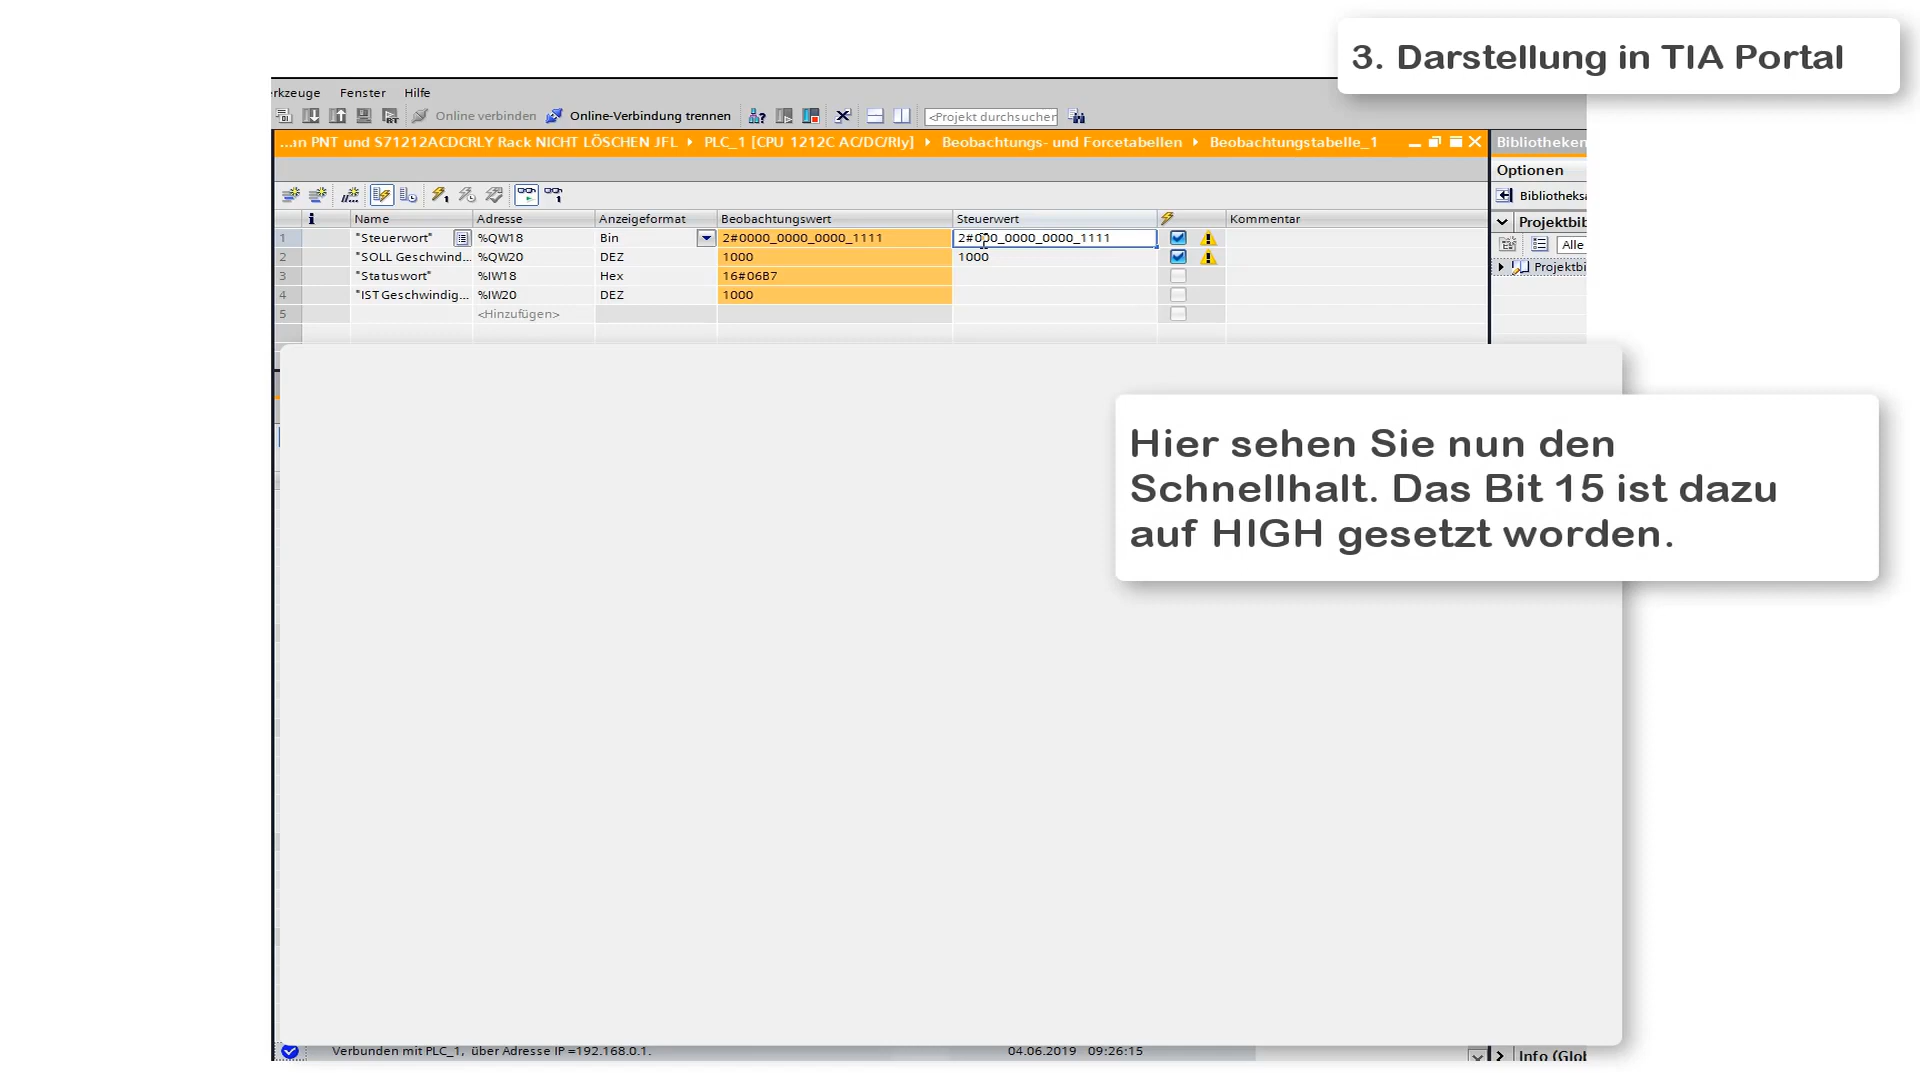 3. Darstellung in TIA Portal
rkzeuge Fenster Hilfe
Online verbinden Online-Verbindung trennen <Projekt durchsuchen
...an PNT und S71212ACDCRLY Rack NICHT LÖSCHEN JFL PLC_1 [CPU 1212C AC/DC/Rly] Beobachtungs- und Forcetabellen Beobachtungstabelle_1
Bibliotheken
Optionen
Bibliotheksa
Projektbib
Alle
Projektbi
i Name Adresse Anzeigeformat Beobachtungswert Steuerwert Kommentar
1 "Steuerwort" %QW18 Bin 2#0000_0000_0000_1111 2#000_0000_0000_1111
2 "SOLL Geschwind... %QW20 DEZ 1000 1000
3 "Statuswort" %IW18 Hex 16#06B7
4 "IST Geschwindig... %IW20 DEZ 1000
5 <Hinzufügen>
Hier sehen Sie nun den
Schnellhalt. Das Bit 15 ist dazu
auf HIGH gesetzt worden.
Verbunden mit PLC_1, über Adresse IP =192.168.0.1. 04.06.2019 09:26:15
Info (Glob